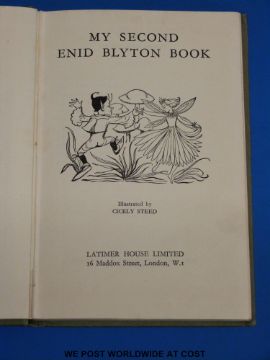 MY SECOND
ENID BLYTON BOOK
Illustrated by
CICELY STEED
LATIMER HOUSE LIMITED
16 Maddox Street, London, W.1
WE POST WORLDWIDE AT COST